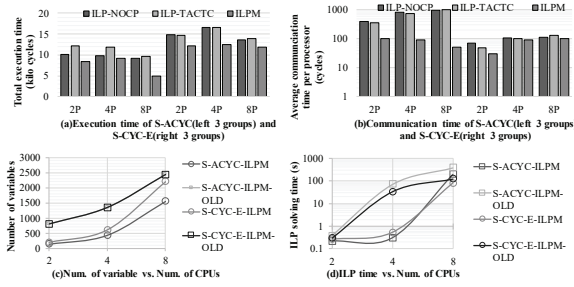 ILP-NOCP ILP-TACTC ILPM
Total execution time
(kilo cycles)
20
15
10
5
0
2P 4P 8P 2P 4P 8P
(a)Execution time of S-ACYC(left 3 groups) and
S-CYC-E(right 3 groups)
ILP-NOCP ILP-TACTC ILPM
Average communciation
time per processor
(cycles)
1000
100
10
1
2P 4P 8P 2P 4P 8P
(b)Communication time of S-ACYC(left 3 groups
and S-CYC-E(right 3 groups)
Number of variables
3000
2500
2000
1500
1000
500
0
2 4 8
S-ACYC-ILPM
S-ACYC-ILPM-
OLD
S-CYC-E-ILPM
S-CYC-E-ILPM-
OLD
(c)Num. of variable vs. Num. of CPUs
ILP solving time (s)
1000
100
10
1
0.1
2 4 8
S-ACYC-ILPM
S-ACYC-ILPM-
OLD
S-CYC-E-ILPM
S-CYC-E-ILPM-
OLD
(d)ILP time vs. Num. of CPUs